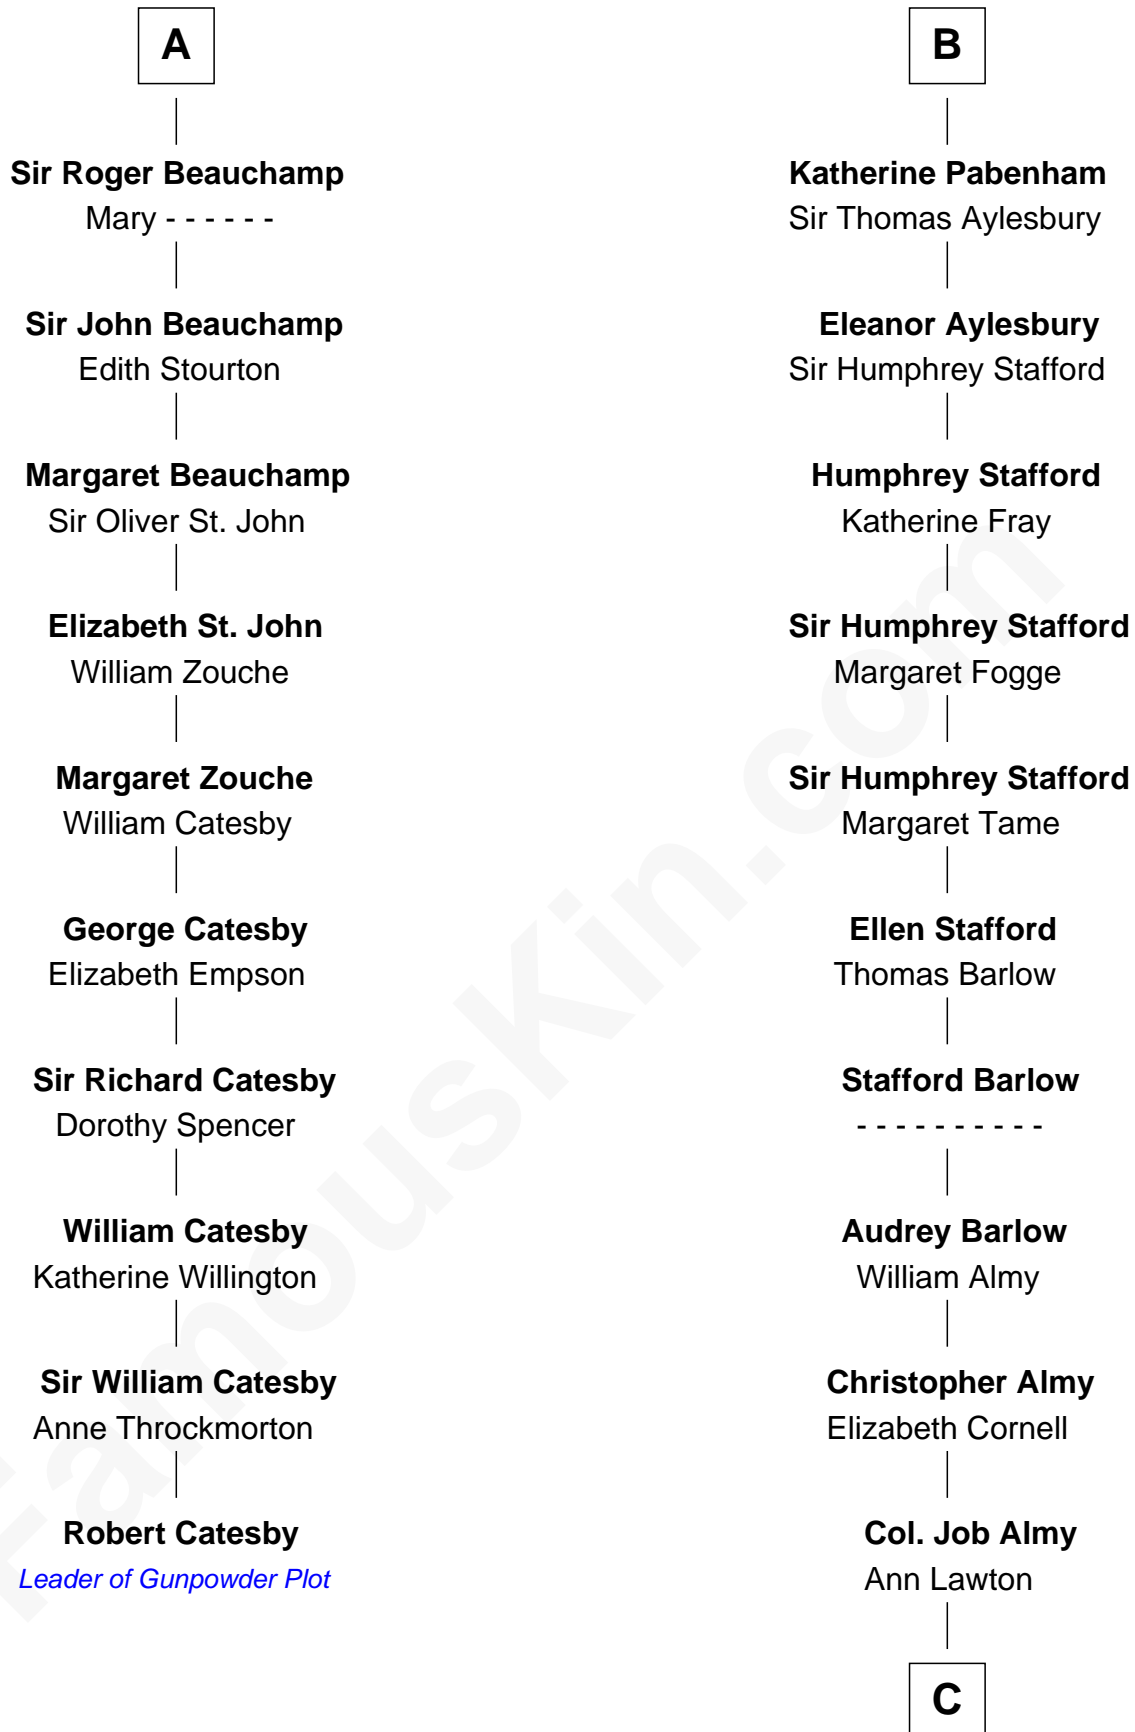 A
Sir Roger Beauchamp
Mary - - - - - -
Sir John Beauchamp
Edith Stourton
Margaret Beauchamp
Sir Oliver St. John
Elizabeth St. John
William Zouche
Margaret Zouche
William Catesby
George Catesby
Elizabeth Empson
Sir Richard Catesby
Dorothy Spencer
William Catesby
Katherine Willington
Sir William Catesby
Anne Throckmorton
Robert Catesby
Leader of Gunpowder Plot
B
Katherine Pabenham
Sir Thomas Aylesbury
Eleanor Aylesbury
Sir Humphrey Stafford
Humphrey Stafford
Katherine Fray
Sir Humphrey Stafford
Margaret Fogge
Sir Humphrey Stafford
Margaret Tame
Ellen Stafford
Thomas Barlow
Stafford Barlow
- - - - - - - - - -
Audrey Barlow
William Almy
Christopher Almy
Elizabeth Cornell
Col. Job Almy
Ann Lawton
C
FamousKin.com